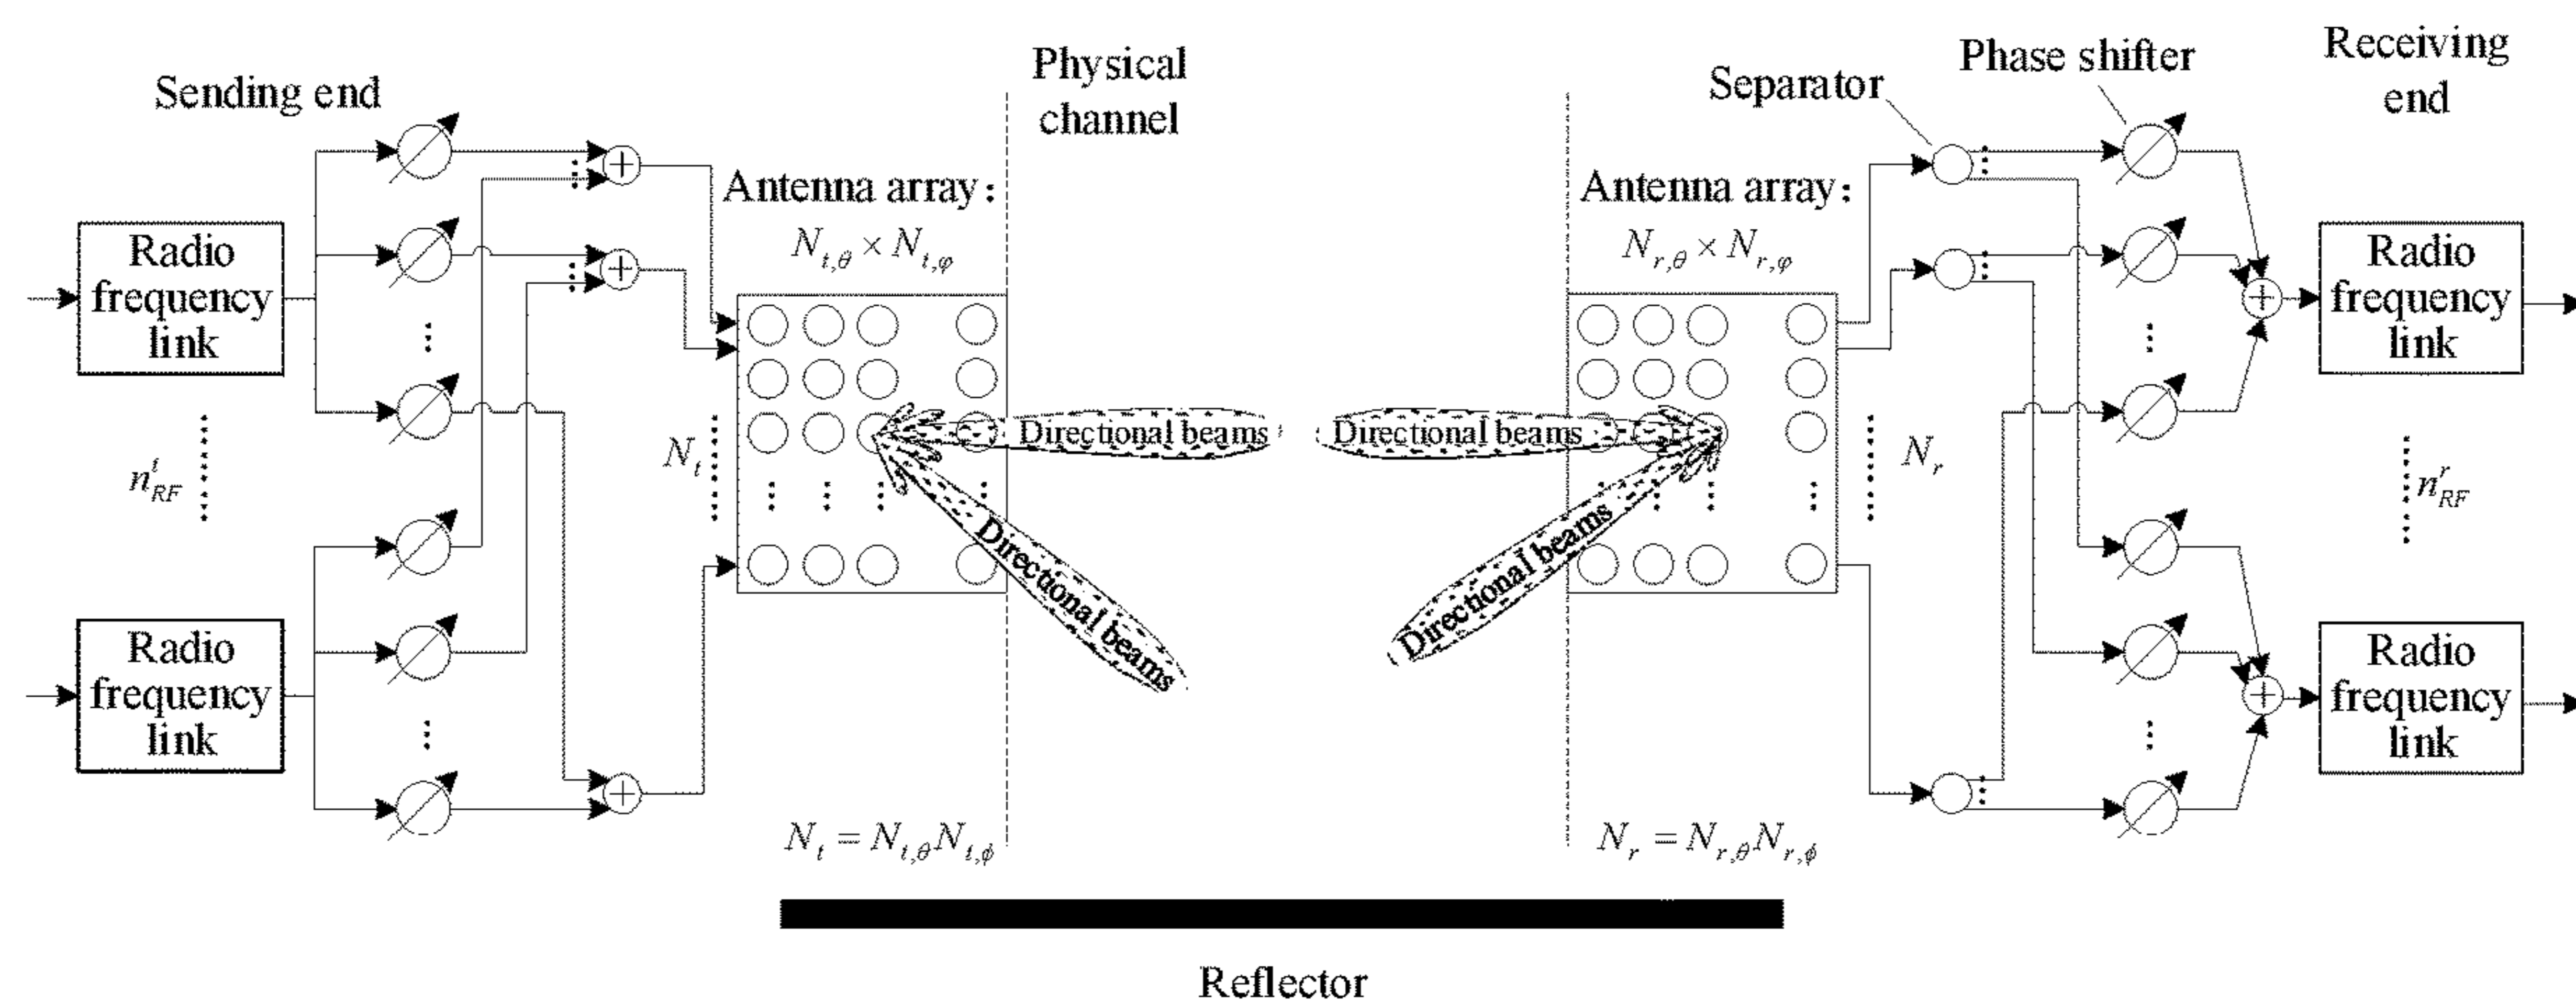 Sending end
Physical
channel
Separator
Phase shifter
Receiving
end
Antenna array:
N_{t,θ} × N_{t,φ}
Antenna array:
N_{r,θ} × N_{r,φ}
Radio
frequency
link
Radio
frequency
link
n^t_{RF}
N_t
Directional beams
Directional beams
N_r
n^r_{RF}
Directional beams
Directional beams
Radio
frequency
link
Radio
frequency
link
N_t = N_{t,θ}N_{t,ϕ}
N_r = N_{r,θ}N_{r,ϕ}
Reflector